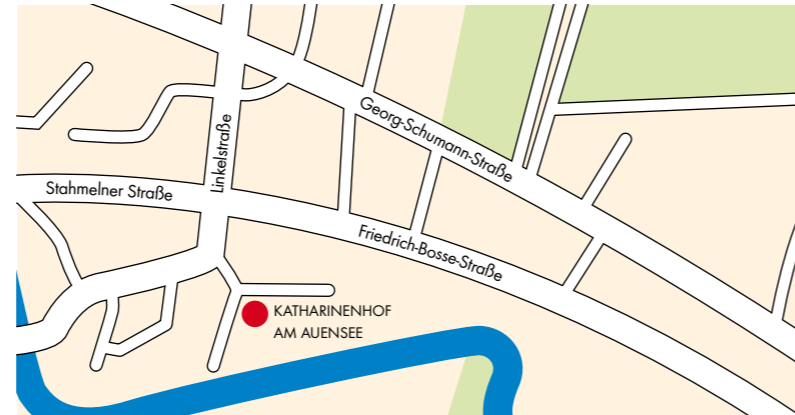 Georg-Schumann-Straße
Linkelstraße
Stahmelner Straße
Friedrich-Bosse-Straße
KATHARINENHOF
AM AUENSEE